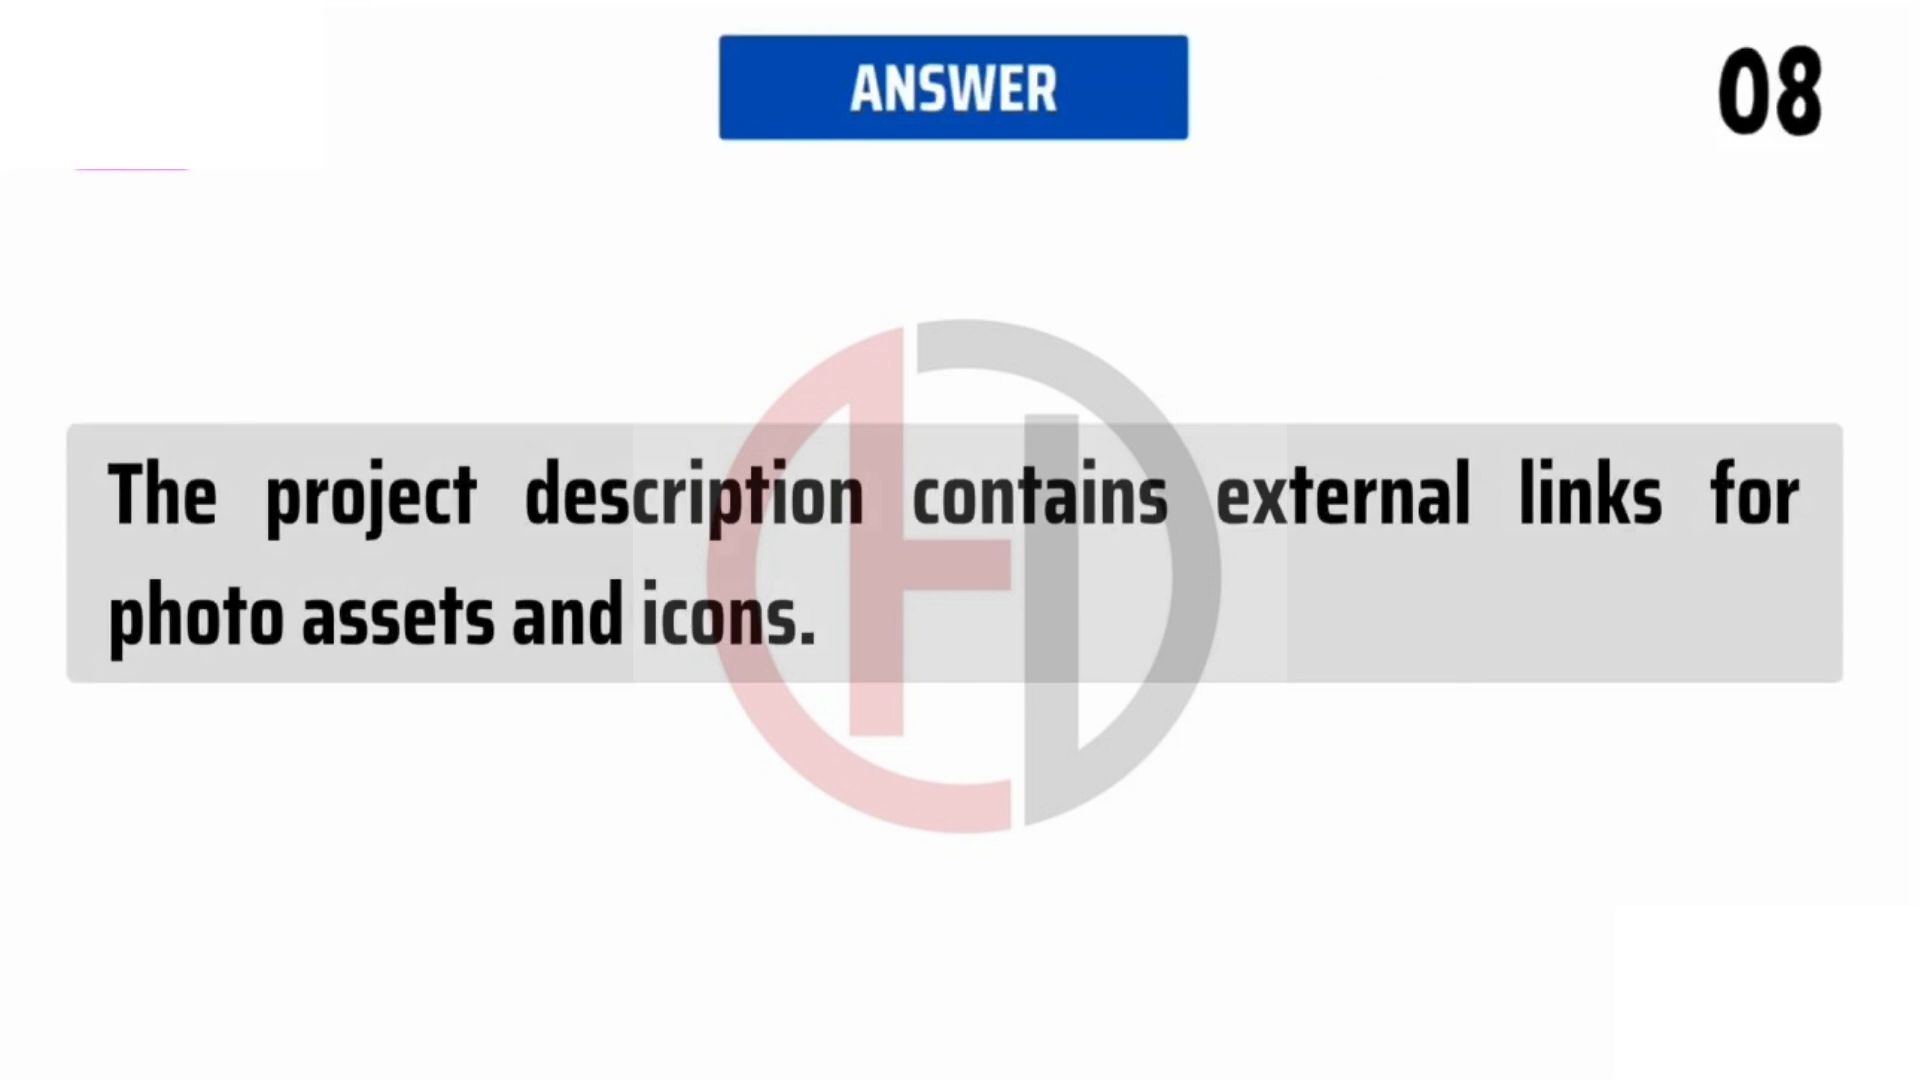 ANSWER
08
The project description contains external links for
photo assets and icons.